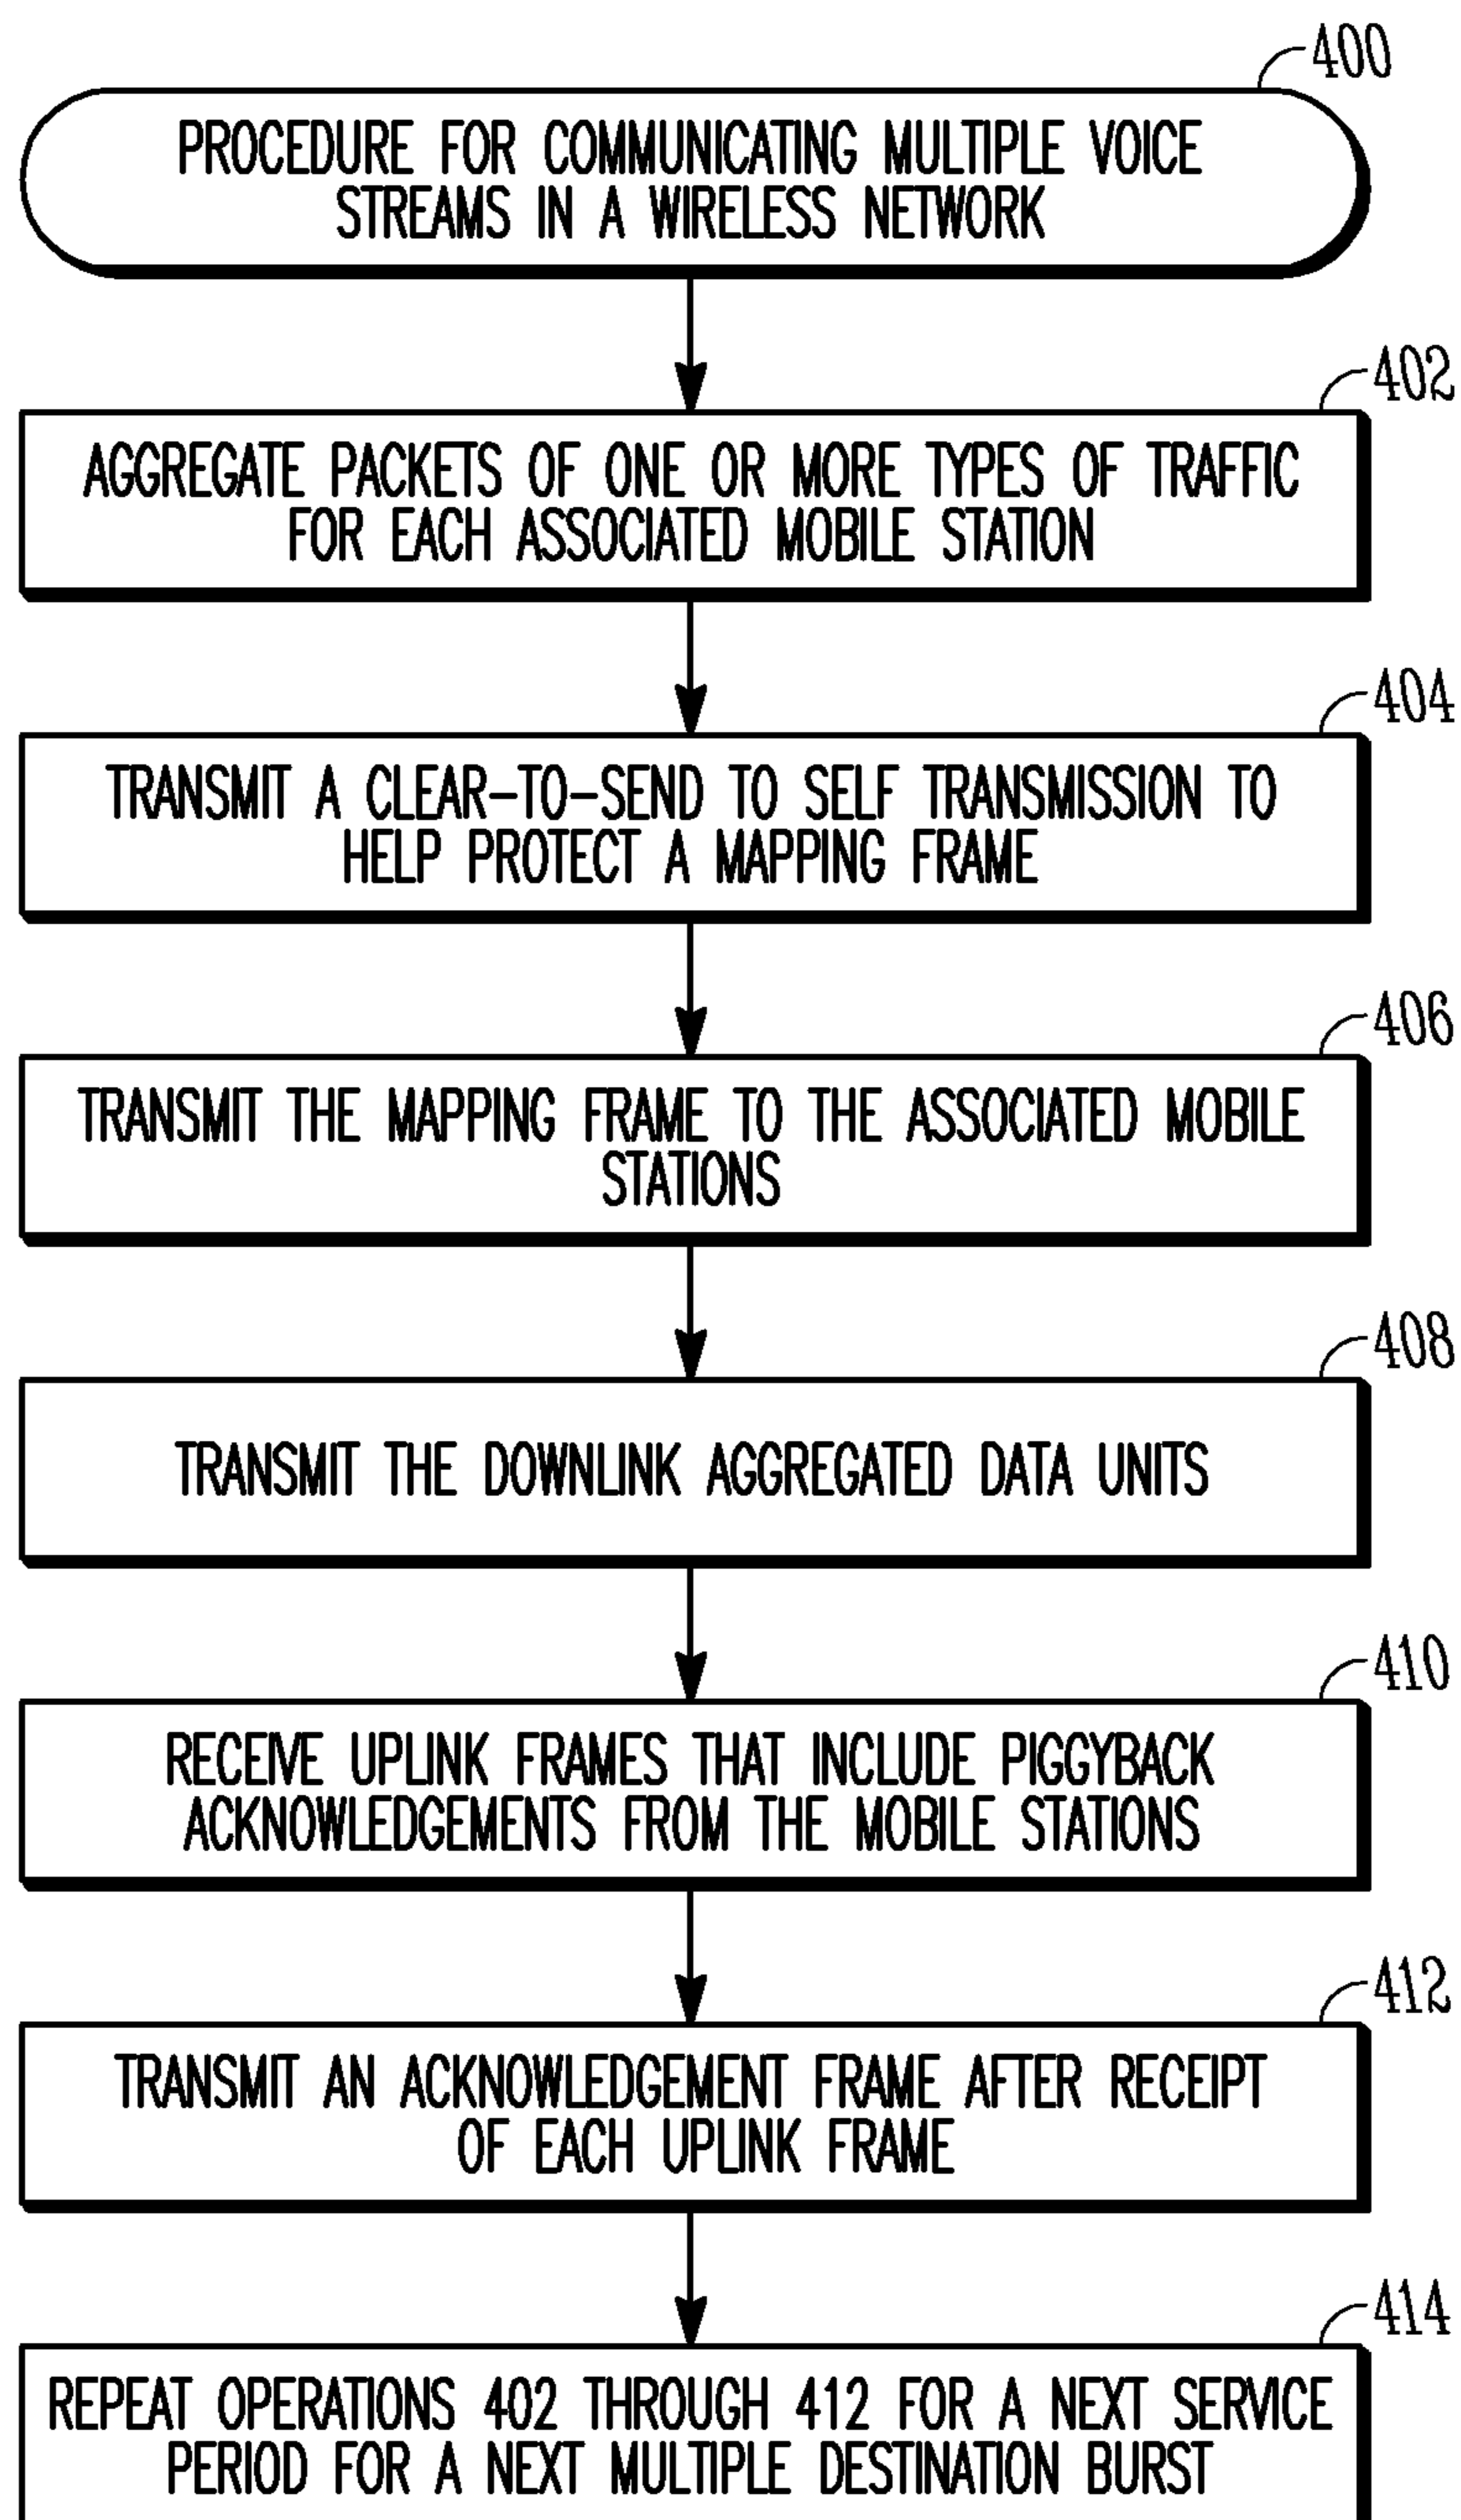 400
PROCEDURE FOR COMMUNICATING MULTIPLE VOICE
STREAMS IN A WIRELESS NETWORK
402
AGGREGATE PACKETS OF ONE OR MORE TYPES OF TRAFFIC
FOR EACH ASSOCIATED MOBILE STATION
404
TRANSMIT A CLEAR-TO-SEND TO SELF TRANSMISSION TO
HELP PROTECT A MAPPING FRAME
406
TRANSMIT THE MAPPING FRAME TO THE ASSOCIATED MOBILE
STATIONS
408
TRANSMIT THE DOWNLINK AGGREGATED DATA UNITS
410
RECEIVE UPLINK FRAMES THAT INCLUDE PIGGYBACK
ACKNOWLEDGEMENTS FROM THE MOBILE STATIONS
412
TRANSMIT AN ACKNOWLEDGEMENT FRAME AFTER RECEIPT
OF EACH UPLINK FRAME
414
REPEAT OPERATIONS 402 THROUGH 412 FOR A NEXT SERVICE
PERIOD FOR A NEXT MULTIPLE DESTINATION BURST